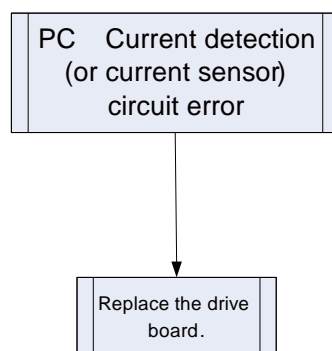 PC Current detection
(or current sensor)
circuit error
Replace the drive
board.